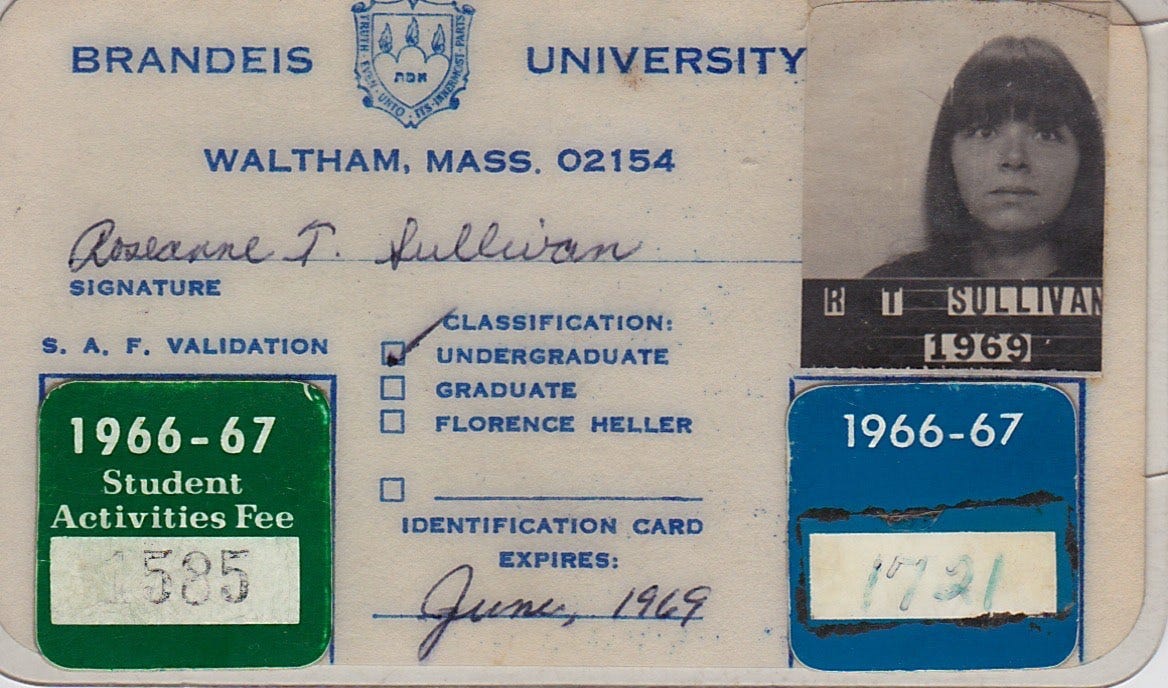 BRANDEIS UNIVERSITY
TRUTH EVEN UNTO ITS INNERMOST PARTS
אמת
WALTHAM, MASS. 02154
Roseanne T. Sullivan
SIGNATURE
R T SULLIVAN
1969
S. A. F. VALIDATION
1966-67
Student
Activities Fee
1585
CLASSIFICATION:
UNDERGRADUATE
GRADUATE
FLORENCE HELLER
IDENTIFICATION CARD
EXPIRES:
June, 1969
1966-67
1721